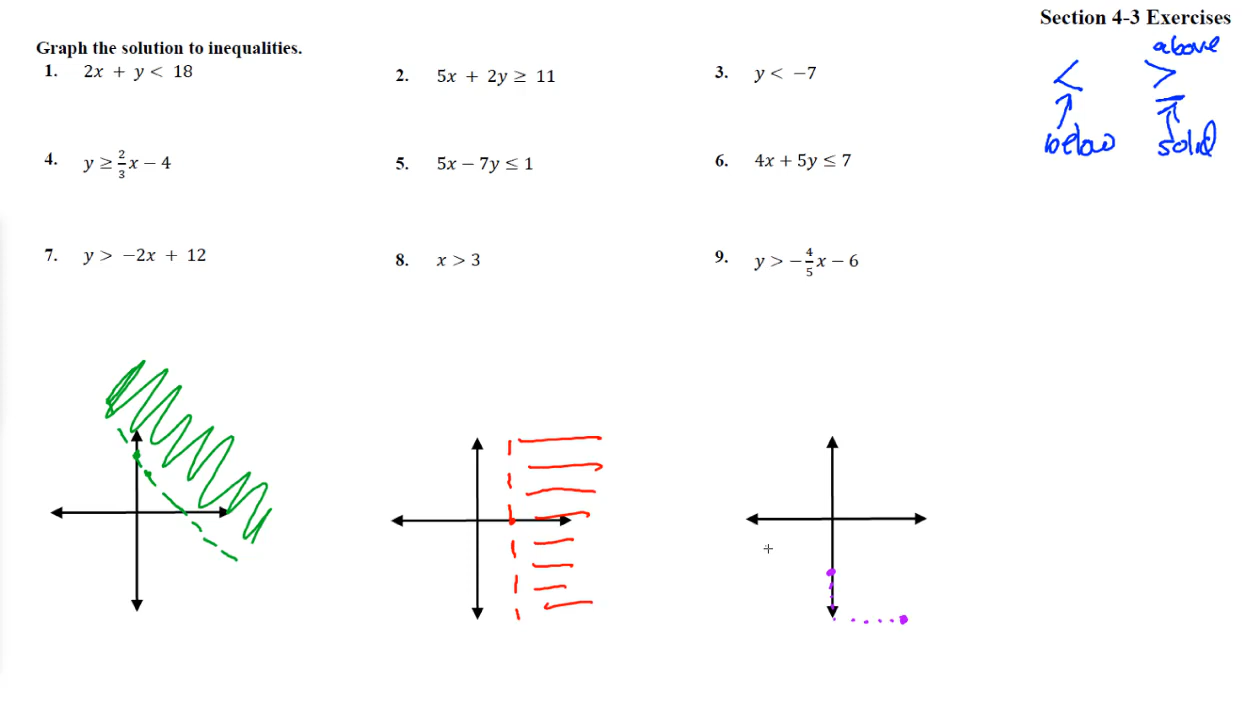 Section 4-3 Exercises
Graph the solution to inequalities.
above
1. 2x + y < 18
2. 5x + 2y ≥ 11
3. y < −7
< ≥
below solid
4. y ≥ 2/3 x − 4
5. 5x − 7y ≤ 1
6. 4x + 5y ≤ 7
7. y > −2x + 12
8. x > 3
9. y > −4/5 x − 6